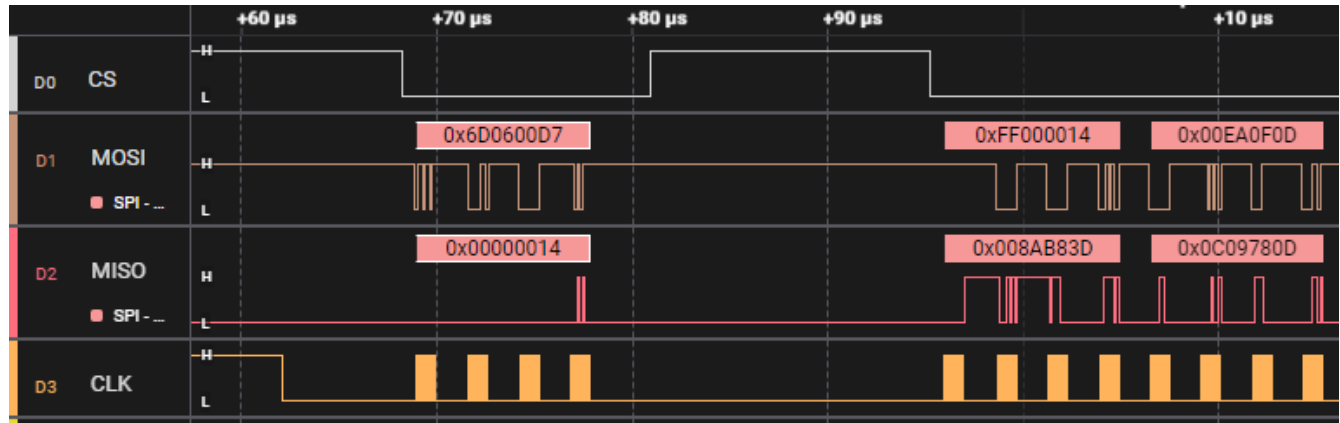 +60 µs +70 µs +80 µs +90 µs +10 µs
H
D0 CS
L
0x6D0600D7 0xFF000014 0x00EA0F0D
D1 MOSI H
SPI - ... L
0x00000014 0x008AB83D 0x0C09780D
D2 MISO H
SPI - ... L
H
D3 CLK
L